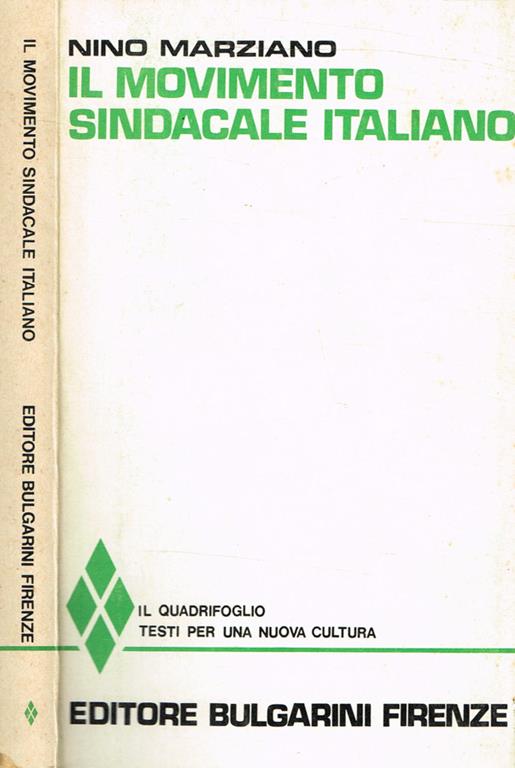 IL MOVIMENTO SINDACALE ITALIANO EDITORE BULGARINI FIRENZE
NINO MARZIANO
IL MOVIMENTO
SINDACALE ITALIANO
IL QUADRIFOGLIO
TESTI PER UNA NUOVA CULTURA
EDITORE BULGARINI FIRENZE